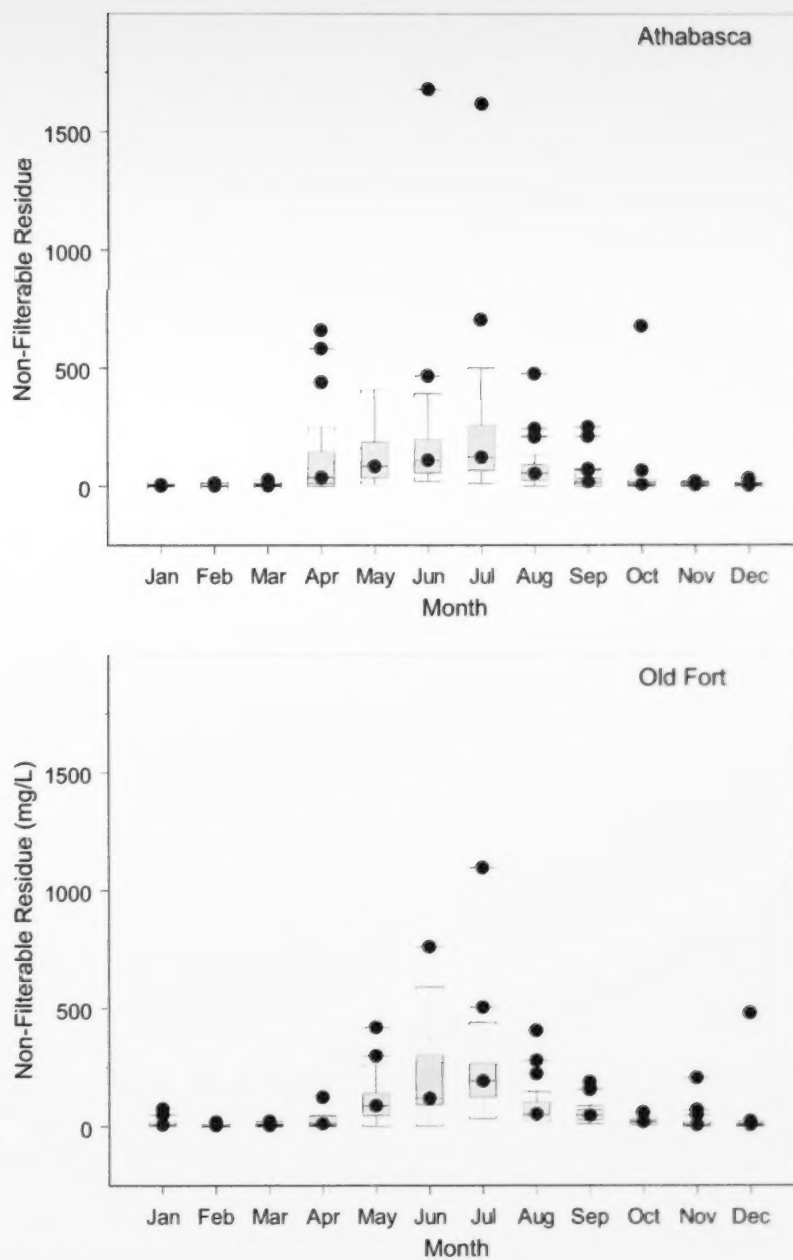 Athabasca
Non-Filterable Residue
1500
1000
500
0
Jan Feb Mar Apr May Jun Jul Aug Sep Oct Nov Dec
Month
Old Fort
Non-Filterable Residue (mg/L)
1500
1000
500
0
Jan Feb Mar Apr May Jun Jul Aug Sep Oct Nov Dec
Month